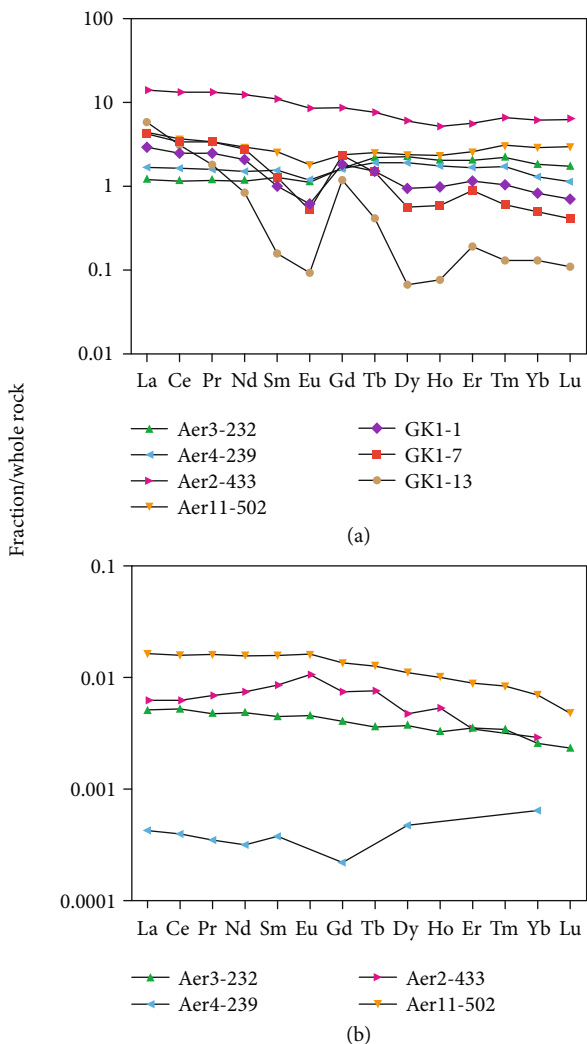 Fraction/whole rock
100
10
1
0.1
0.01
La Ce Pr Nd Sm Eu Gd Tb Dy Ho Er Tm Yb Lu
Aer3-232
Aer4-239
Aer2-433
Aer11-502
GK1-1
GK1-7
GK1-13
(a)
0.1
0.01
0.001
0.0001
La Ce Pr Nd Sm Eu Gd Tb Dy Ho Er Tm Yb Lu
Aer3-232
Aer4-239
Aer2-433
Aer11-502
(b)